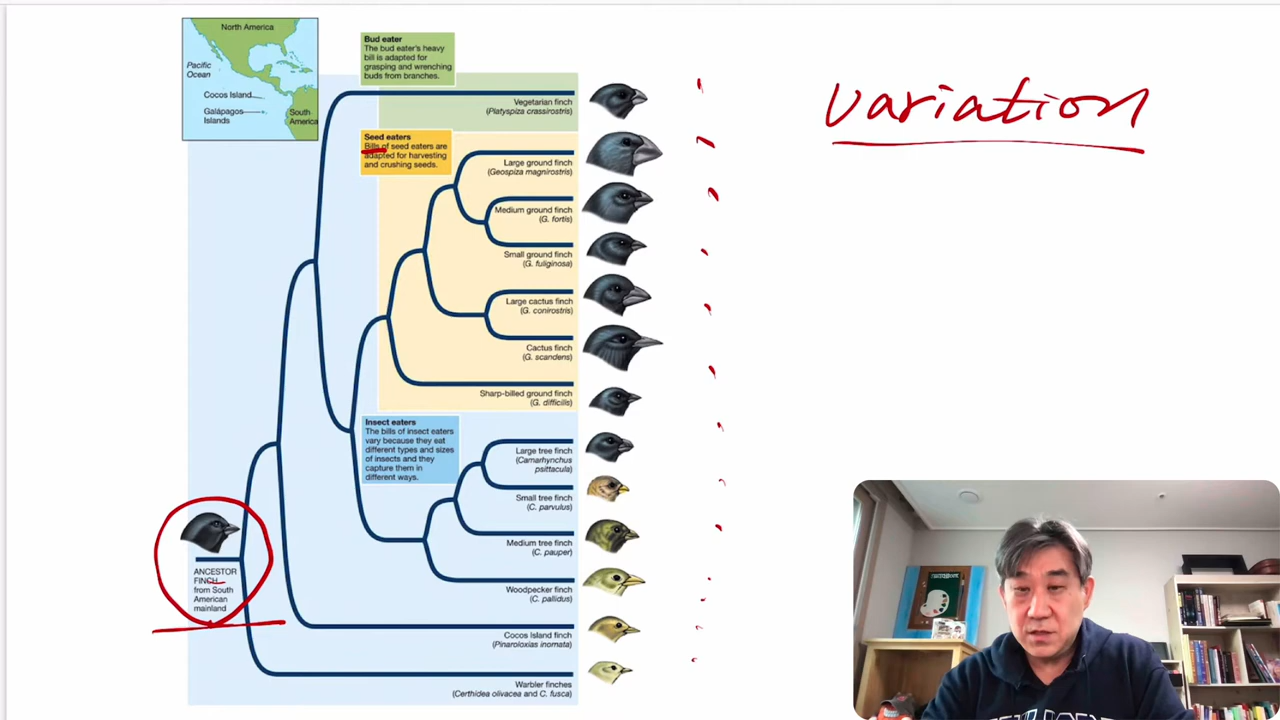 North America
Pacific
Ocean
Cocos Island
Galápagos
Islands
South
America
Bud eater
The bud eater's heavy
bill is adapted for
grasping and wrenching
buds from branches.
Vegetarian finch
(Platyspiza crassirostris)
variation
Seed eaters
Bills of seed eaters are
adapted for harvesting
and crushing seeds.
Large ground finch
(Geospiza magnirostris)
Medium ground finch
(G. fortis)
Small ground finch
(G. fuliginosa)
Large cactus finch
(G. conirostris)
Cactus finch
(G. scandens)
Sharp-billed ground finch
(G. difficilis)
Insect eaters
The bills of insect eaters
vary because they eat
different types and sizes
of insects and they
capture them in
different ways.
Large tree finch
(Camarhynchus
psittacula)
Small tree finch
(C. parvulus)
Medium tree finch
(C. pauper)
Woodpecker finch
(C. pallidus)
Cocos Island finch
(Pinaroloxias inornata)
Warbler finches
(Certhidea olivacea and C. fusca)
ANCESTOR
FINCH
from South
American
mainland